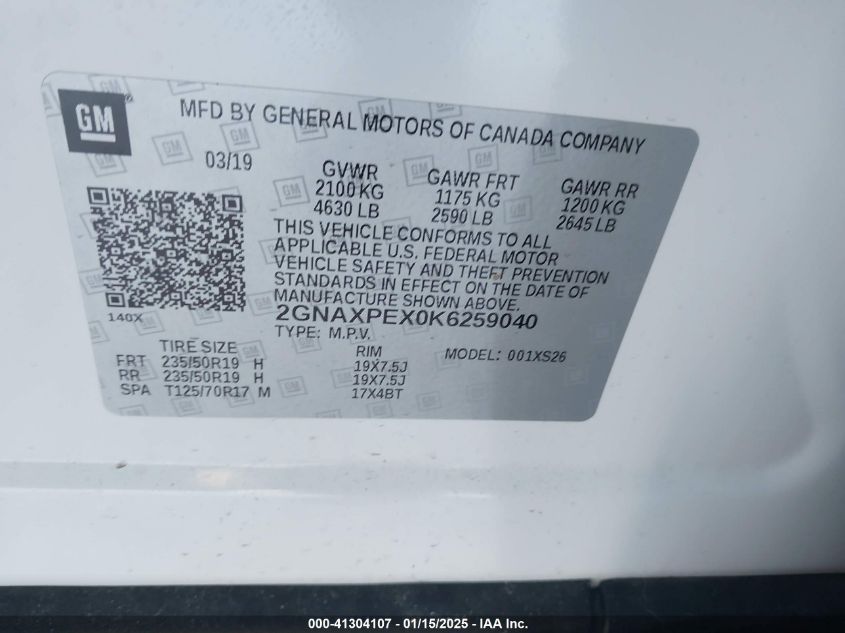 GM
MFD BY GENERAL MOTORS OF CANADA COMPANY
03/19
GVWR
2100 KG
4630 LB
GAWR FRT
1175 KG
2590 LB
GAWR RR
1200 KG
2645 LB
THIS VEHICLE CONFORMS TO ALL
APPLICABLE U.S. FEDERAL MOTOR
VEHICLE SAFETY AND THEFT PREVENTION
STANDARDS IN EFFECT ON THE DATE OF
MANUFACTURE SHOWN ABOVE.
2GNAXPEX0K6259040
TYPE: M.P.V.
MODEL: 001XS26
140X
TIRE SIZE RIM
FRT 235/50R19 H 19X7.5J
RR 235/50R19 H 19X7.5J
SPA T125/70R17 M 17X4BT
000-41304107 - 01/15/2025 - IAA Inc.